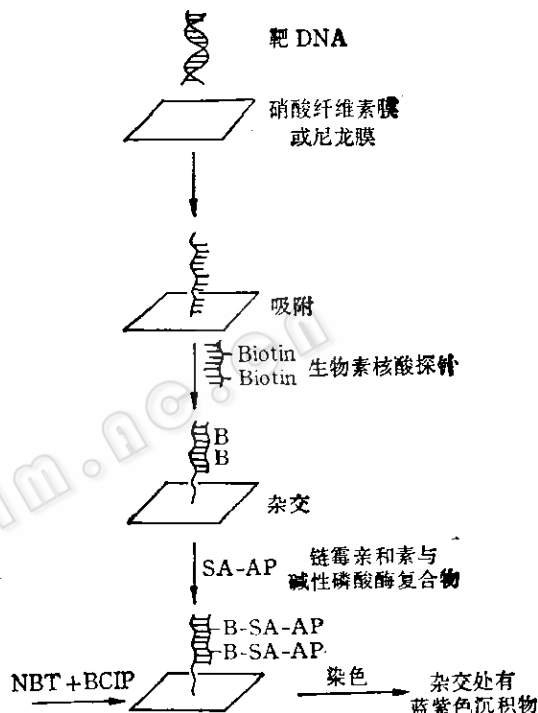 靶 DNA
硝酸纤维素膜
或尼龙膜
吸附
Biotin
Biotin
生物素核酸探针
B
B
杂交
SA-AP
链霉亲和素与
碱性磷酸酶复合物
B-SA-AP
B-SA-AP
NBT+BCIP
染色
杂交处有
蓝紫色沉积物